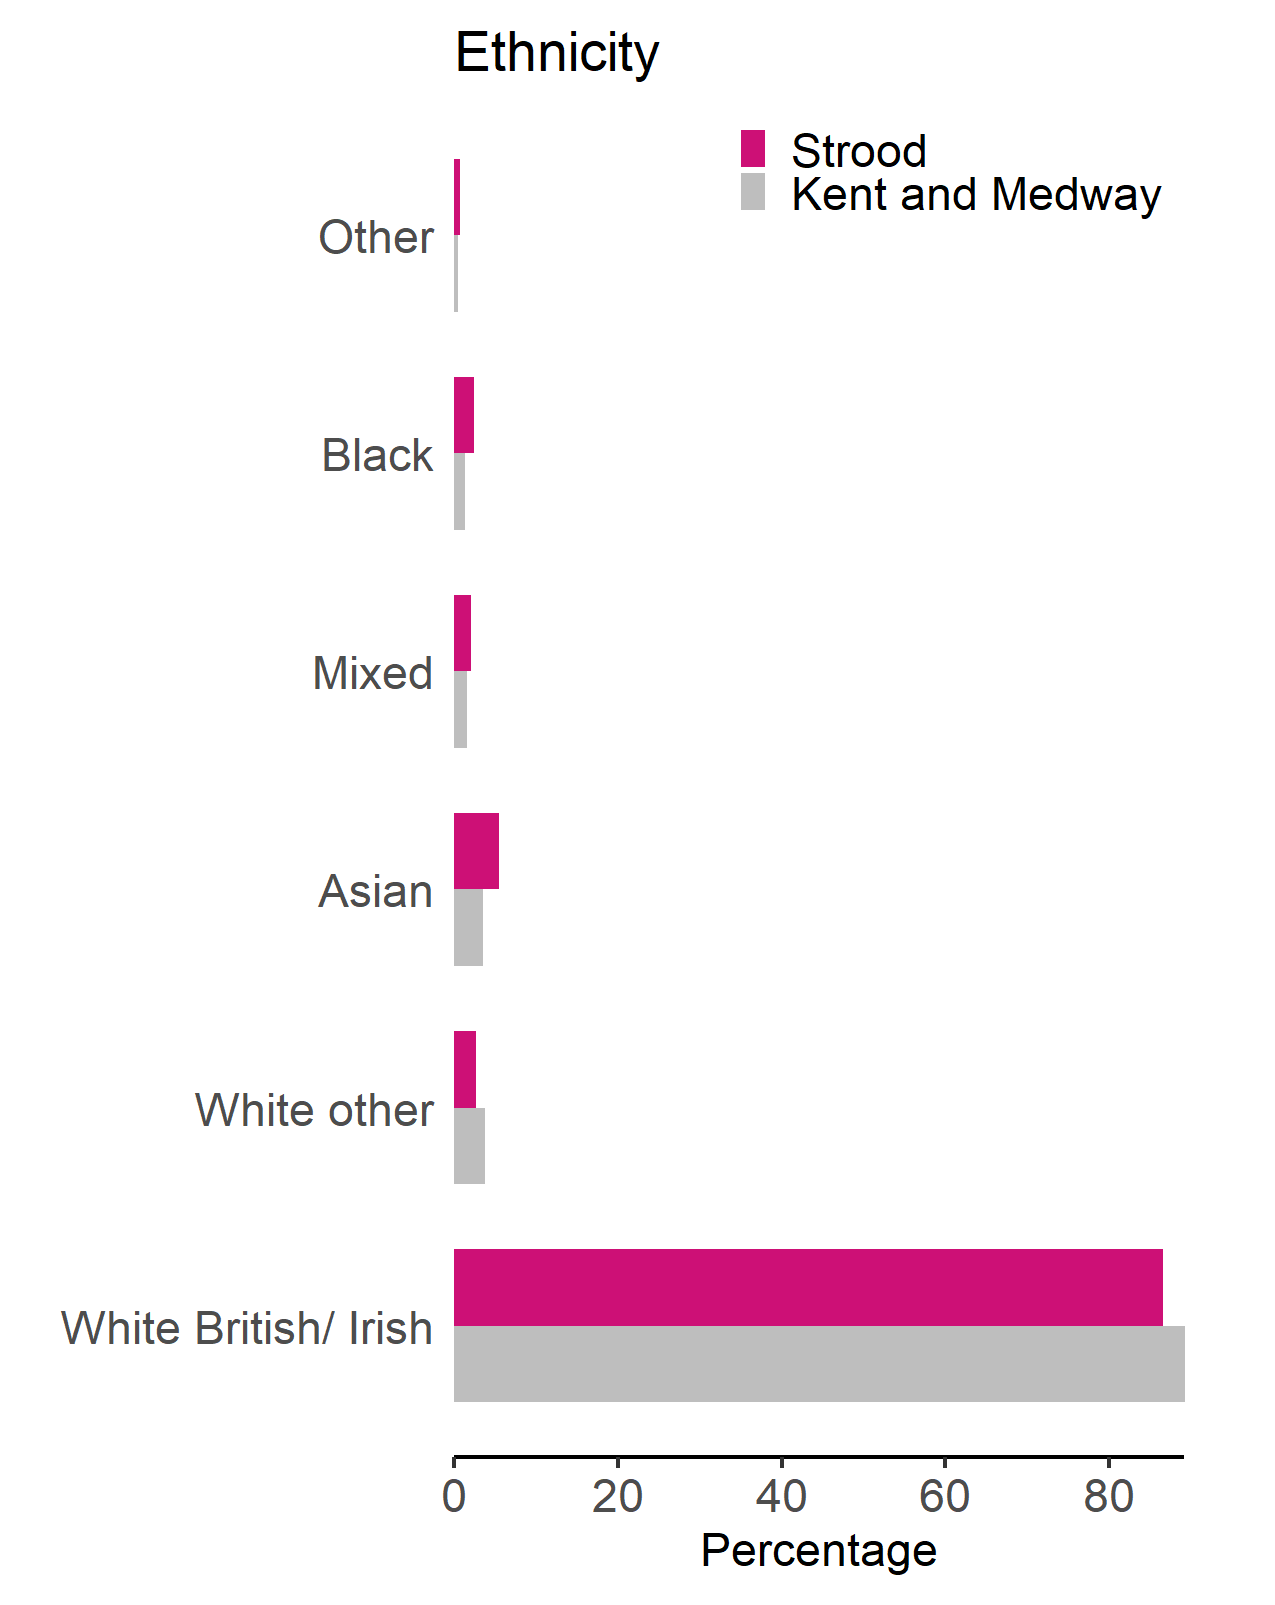 Ethnicity
Strood
Kent and Medway
Other
Black
Mixed
Asian
White other
White British/ Irish
0 20 40 60 80
Percentage